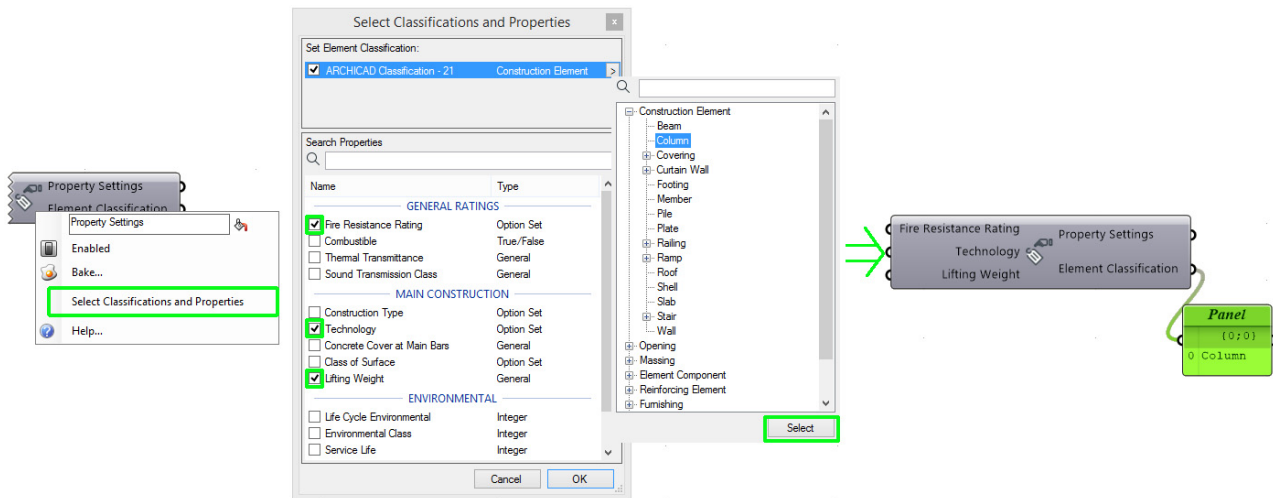 Property Settings
Element Classification
Property Settings
Enabled
Bake...
Select Classifications and Properties
Help...
Select Classifications and Properties
x
Set Element Classification:
ARCHICAD Classification - 21 Construction Element >
Search Properties
Name Type
GENERAL RATINGS
Fire Resistance Rating Option Set
Combustible True/False
Thermal Transmittance General
Sound Transmission Class General
MAIN CONSTRUCTION
Construction Type Option Set
Technology Option Set
Concrete Cover at Main Bars General
Class of Surface Option Set
Lifting Weight General
ENVIRONMENTAL
Life Cycle Environmental Integer
Environmental Class Integer
Service Life Integer
Cancel OK
Construction Element
Beam
Column
Covering
Curtain Wall
Footing
Member
Pile
Plate
Railing
Ramp
Roof
Shell
Slab
Stair
Wall
Opening
Massing
Element Component
Reinforcing Element
Furnishing
Select
Fire Resistance Rating
Technology
Lifting Weight
Property Settings
Element Classification
Panel
{0;0}
0 Column